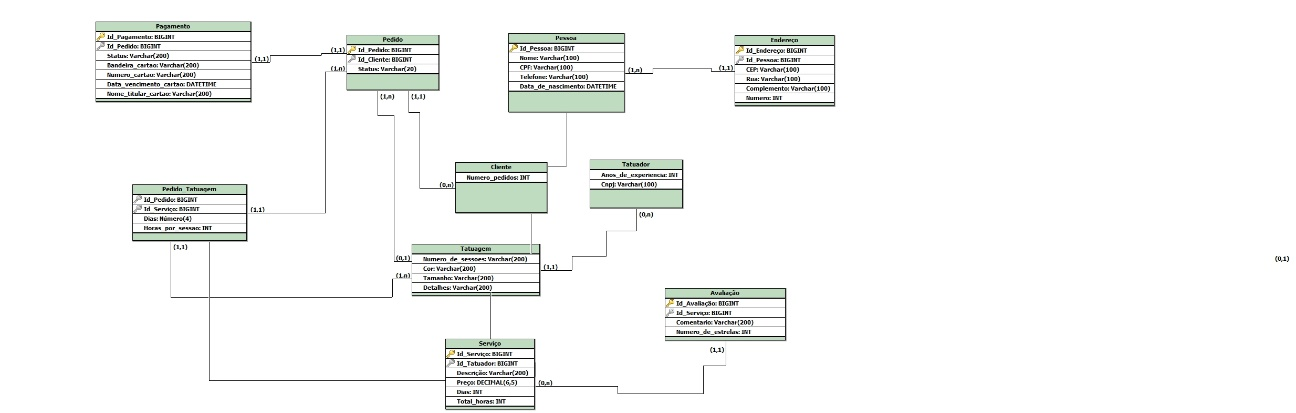 Pagamento
Id_Pagamento: BIGINT
Id_Pedido: BIGINT
Status: Varchar(200)
Bandeira_cartao: Varchar(200)
Numero_cartao: Varchar(200)
Data_vencimento_cartao: DATETIME
Nome_titular_cartao: Varchar(200)
(1,1)
(1,1)
Pedido
Id_Pedido: BIGINT
Id_Cliente: BIGINT
Status: Varchar(20)
(1,n)
(1,n)
(1,1)
Pessoa
Id_Pessoa: BIGINT
Nome: Varchar(100)
CPF: Varchar(100)
Telefone: Varchar(100)
Data_de_nascimento: DATETIME
(1,n)
(1,1)
Endereço
Id_Endereço: BIGINT
Id_Pessoa: BIGINT
CEP: Varchar(100)
Rua: Varchar(100)
Complemento: Varchar(100)
Numero: INT
Cliente
Numero_pedidos: INT
(0,n)
Tatuador
Anos_de_experiencia: INT
Cnpj: Varchar(100)
(0,n)
Pedido_Tatuagem
Id_Pedido: BIGINT
Id_Serviço: BIGINT
Dias: Número(4)
Horas_por_sessao: INT
(1,1)
(1,1)
Tatuagem
Numero_de_sessoes: Varchar(200)
Cor: Varchar(200)
Tamanho: Varchar(200)
Detalhes: Varchar(200)
(0,1)
(1,n)
(1,1)
(0,1)
Avaliação
Id_Avaliação: BIGINT
Id_Serviço: BIGINT
Comentario: Varchar(200)
Numero_de_estrelas: INT
(1,1)
Serviço
Id_Serviço: BIGINT
Id_Tatuador: BIGINT
Descrição: Varchar(200)
Preço: DECIMAL(6,5)
Dias: INT
Total_horas: INT
(0,n)